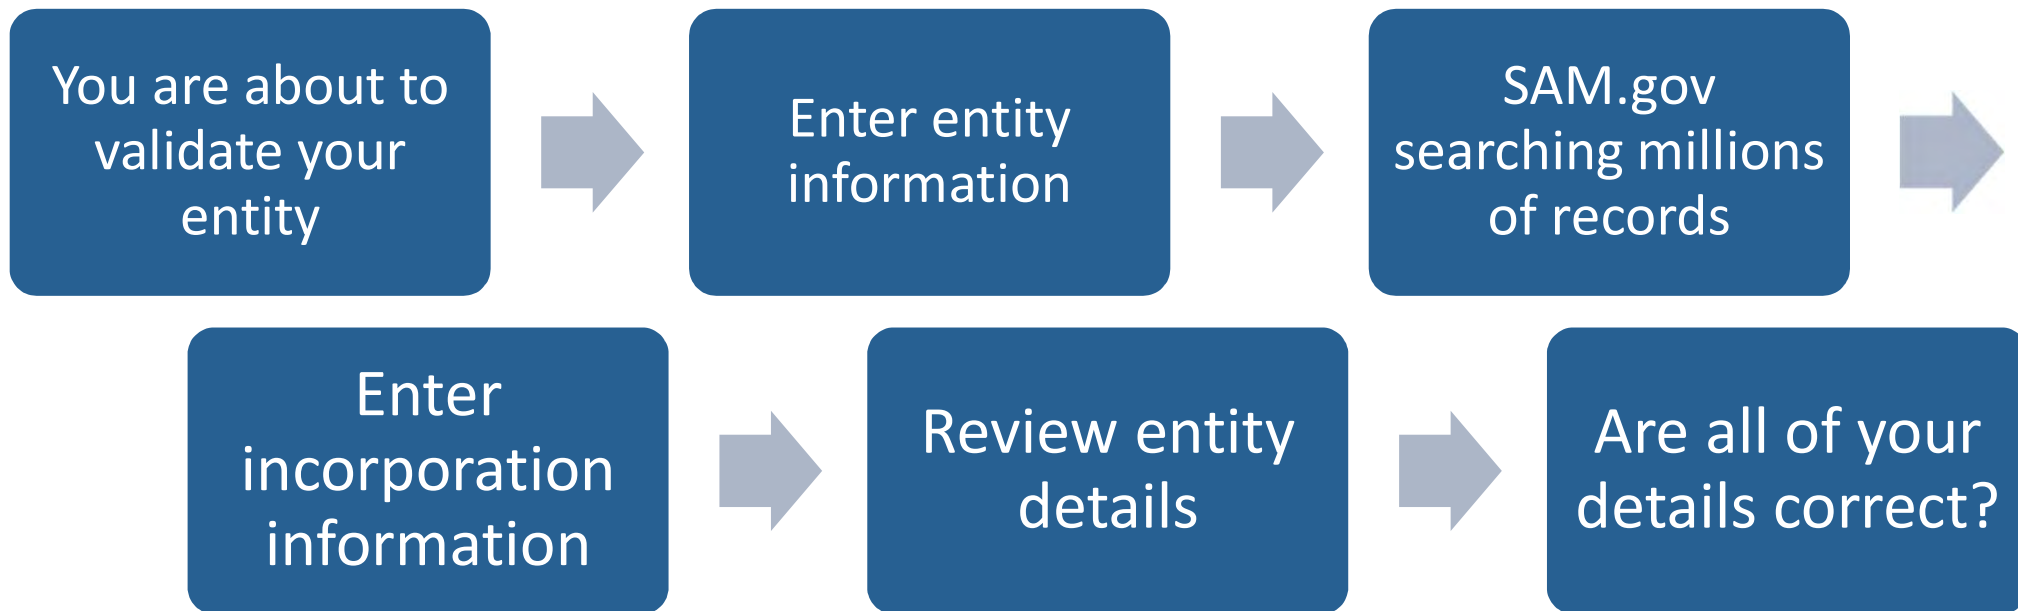 You are about to
validate your
entity
Enter entity
information
SAM.gov
searching millions
of records
Enter
incorporation
information
Review entity
details
Are all of your
details correct?